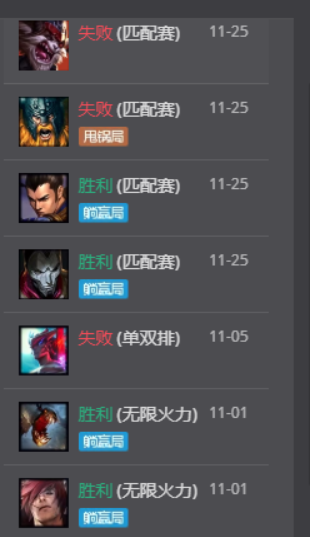 失败 (匹配赛) 11-25
失败 (匹配赛) 11-25
甩锅局
胜利 (匹配赛) 11-25
躺赢局
胜利 (匹配赛) 11-25
躺赢局
失败 (单双排) 11-05
胜利 (无限火力) 11-01
躺赢局
胜利 (无限火力) 11-01
躺赢局